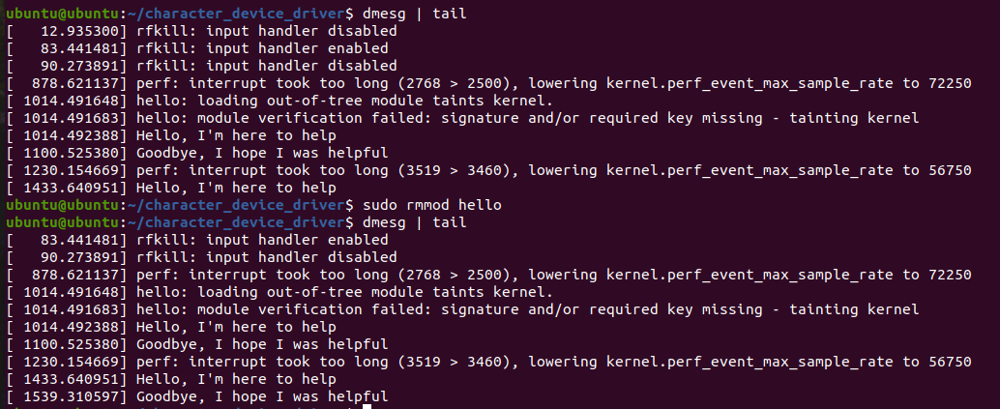 ubuntu@ubuntu:~/character_device_driver$ dmesg | tail
[   12.935300] rfkill: input handler disabled
[   83.441481] rfkill: input handler enabled
[   90.273891] rfkill: input handler disabled
[  878.621137] perf: interrupt took too long (2768 > 2500), lowering kernel.perf_event_max_sample_rate to 72250
[ 1014.491648] hello: loading out-of-tree module taints kernel.
[ 1014.491683] hello: module verification failed: signature and/or required key missing - tainting kernel
[ 1014.492388] Hello, I'm here to help
[ 1100.525380] Goodbye, I hope I was helpful
[ 1230.154669] perf: interrupt took too long (3519 > 3460), lowering kernel.perf_event_max_sample_rate to 56750
[ 1433.640951] Hello, I'm here to help
ubuntu@ubuntu:~/character_device_driver$ sudo rmmod hello
ubuntu@ubuntu:~/character_device_driver$ dmesg | tail
[   83.441481] rfkill: input handler enabled
[   90.273891] rfkill: input handler disabled
[  878.621137] perf: interrupt took too long (2768 > 2500), lowering kernel.perf_event_max_sample_rate to 72250
[ 1014.491648] hello: loading out-of-tree module taints kernel.
[ 1014.491683] hello: module verification failed: signature and/or required key missing - tainting kernel
[ 1014.492388] Hello, I'm here to help
[ 1100.525380] Goodbye, I hope I was helpful
[ 1230.154669] perf: interrupt took too long (3519 > 3460), lowering kernel.perf_event_max_sample_rate to 56750
[ 1433.640951] Hello, I'm here to help
[ 1539.310597] Goodbye, I hope I was helpful